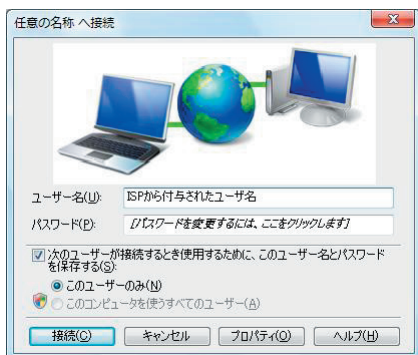 任意の名称 へ接続
ユーザー名(U):
ISPから付与されたユーザ名
パスワード(P):
[パスワードを変更するには、ここをクリックします]
次のユーザーが接続するとき使用するために、このユーザー名とパスワード
を保存する(S):
このユーザーのみ(N)
このコンピュータを使うすべてのユーザー(A)
接続(C)
キャンセル
プロパティ(O)
ヘルプ(H)